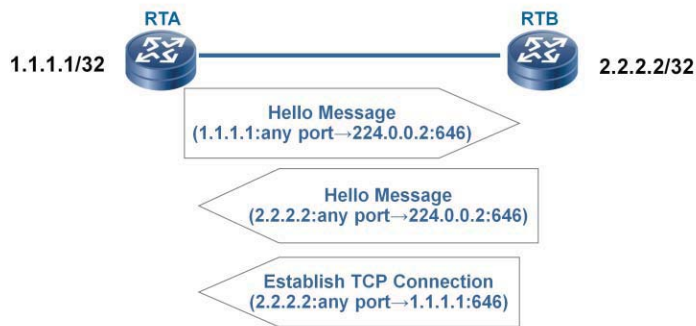 RTA
RTB
1.1.1.1/32
2.2.2.2/32
Hello Message
(1.1.1.1:any port→224.0.0.2:646)
Hello Message
(2.2.2.2:any port→224.0.0.2:646)
Establish TCP Connection
(2.2.2.2:any port→1.1.1.1:646)